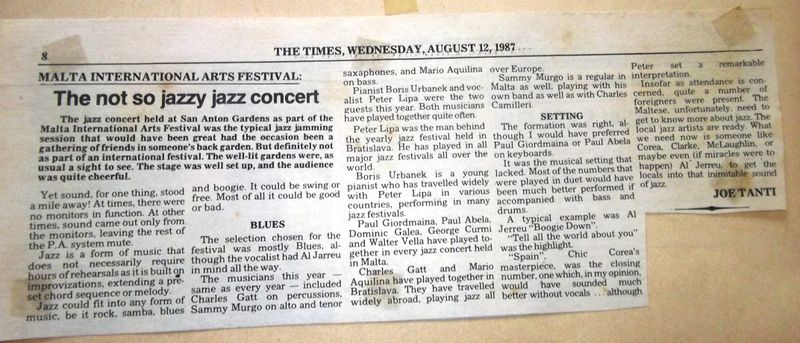 8
THE TIMES, WEDNESDAY, AUGUST 12, 1987
MALTA INTERNATIONAL ARTS FESTIVAL:
The not so jazzy jazz concert
The jazz concert held at San Anton Gardens as part of the
Malta International Arts Festival was the typical jazz jamming
session that would have been great had the occasion been a
gathering of friends in someone's back garden. But definitely not
as part of an international festival. The well-lit gardens were, as
usual a sight to see. The stage was well set up, and the audience
was quite cheerful.
Yet sound, for one thing, stood
a mile away! At times, there were
no monitors in function. At other
times, sound came out only from
the monitors, leaving the rest of
the P.A. system mute.
Jazz is a form of music that
does not necessarily require
hours of rehearsals as it is built on
improvizations, extending a pre-
set chord sequence or melody.
Jazz could fit into any form of
music, be it rock, samba, blues
and boogie. It could be swing or
free. Most of all it could be good
or bad.
BLUES
The selection chosen for the
festival was mostly Blues, al-
though the vocalist had Al Jarreu
in mind all the way.
The musicians this year —
same as every year — included
Charles Gatt on percussions,
Sammy Murgo on alto and tenor
saxaphones, and Mario Aquilina
on bass.
Pianist Boris Urbanek and voc-
alist Peter Lipa were the two
guests this year. Both musicians
have played together quite often.
Peter Lipa was the man behind
the yearly jazz festival held in
Bratislavia. He has played in all
major jazz festivals all over the
world.
Boris Urbanek is a young
pianist who has travelled widely
with Peter Lipa in various
countries, performing in many
jazz festivals.
Paul Giordmaina, Paul Abela,
Dominic Galea, George Curmi
and Walter Vella have played to-
gether in every jazz concert held
in Malta.
Charles Gatt and Mario
Aquilina have played together in
Bratislava. They have travelled
widely abroad, playing jazz all
over Europe.
Sammy Murgo is a regular in
Malta as well, playing with his
own band as well as with Charles
Camilleri.
SETTING
The formation was right, al-
though I would have preferred
Paul Giordmaina or Paul Abela
on keyboards.
It was the musical setting that
lacked. Most of the numbers that
were played in duet would have
been much better performed if
accompanied with bass and
drums.
A typical example was Al
Jerreu "Boogie Down".
"Tell all the world about you"
was the highlight.
"Spain", Chic Corea's
masterpiece, was the closing
number, one which, in my opinion,
would have sounded much
better without vocals ... although
Peter set a remarkable
interpretation.
Insofar as attendance is con-
cerned, quite a number of
foreigners were present. The
Maltese, unfortunately, need to
get to know more about jazz. The
local jazz artists are ready. What
we need now is someone like
Corea, Clarke, McLaughlin, or
maybe even (if miracles were to
happen) Al Jerreu, to get the
locals into that inimitable sound
of jazz.
JOE TANTI